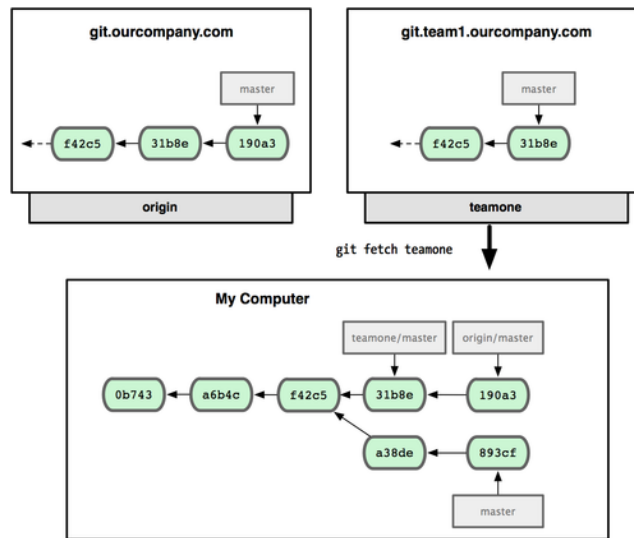 git.ourcompany.com
master
f42c5 31b8e 190a3
origin
git.team1.ourcompany.com
master
f42c5 31b8e
teamone
git fetch teamone
My Computer
teamone/master origin/master
0b743 a6b4c f42c5 31b8e 190a3
a38de 893cf
master